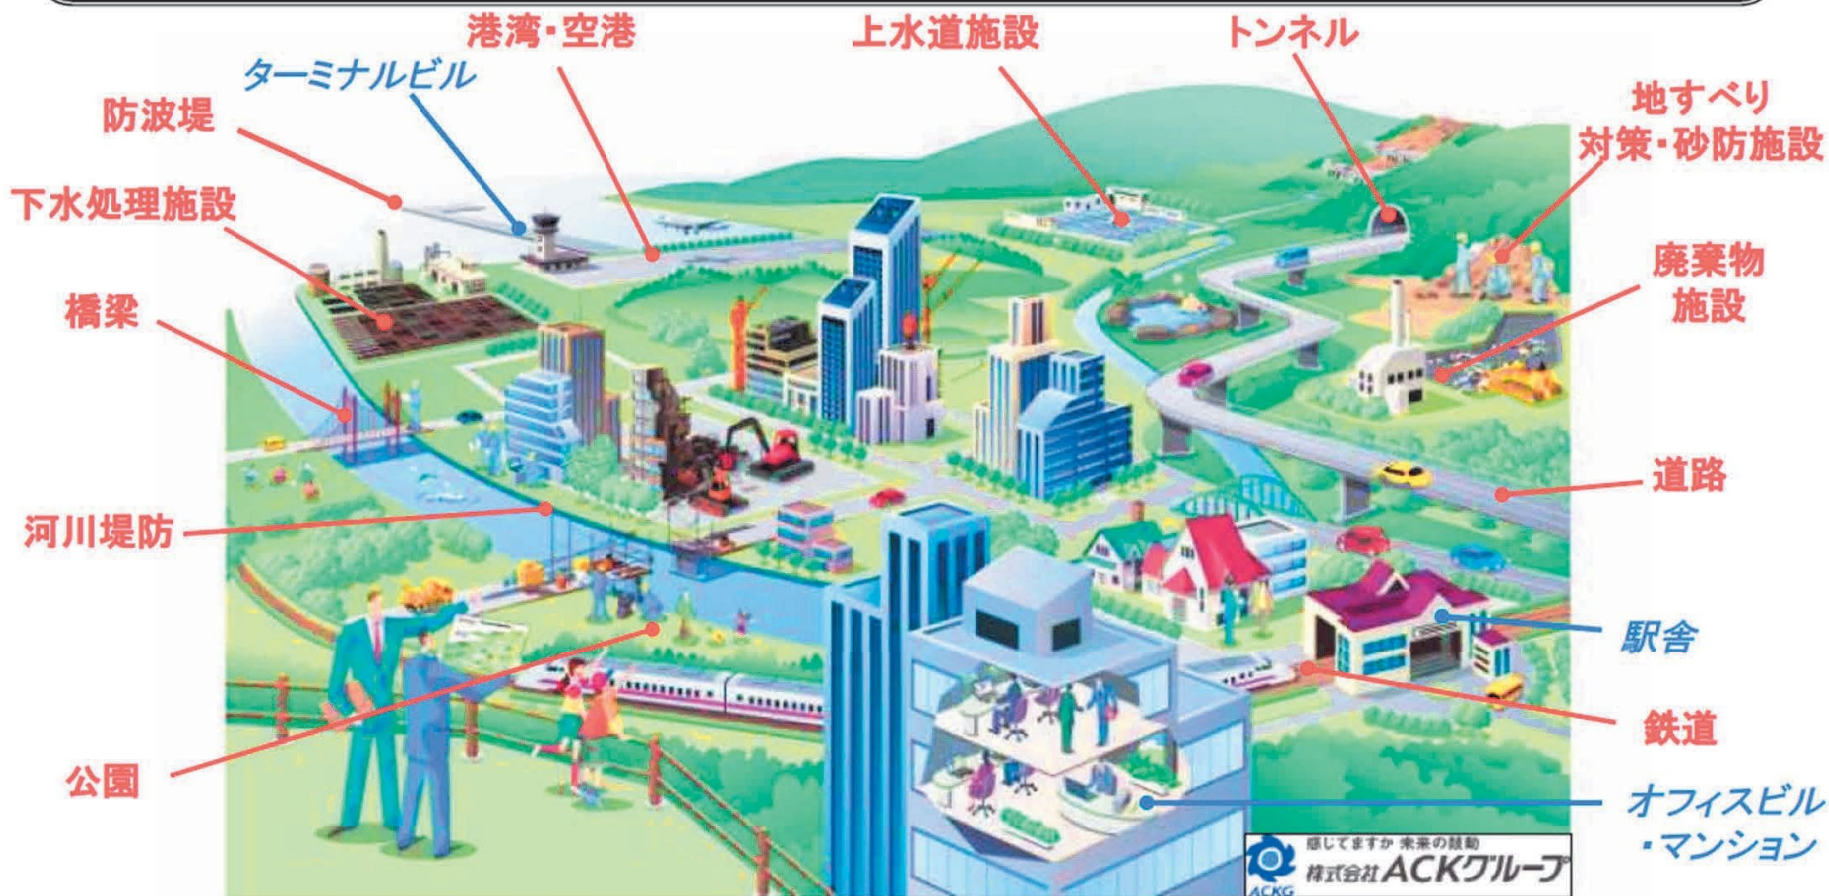 港湾・空港
上水道施設
トンネル
ターミナルビル
防波堤
地すべり
対策・砂防施設
下水処理施設
廃棄物
施設
橋梁
道路
河川堤防
駅舎
鉄道
公園
オフィスビル
・マンション
感じてますか 未来の鼓動
株式会社 ACKグループ
ACKG